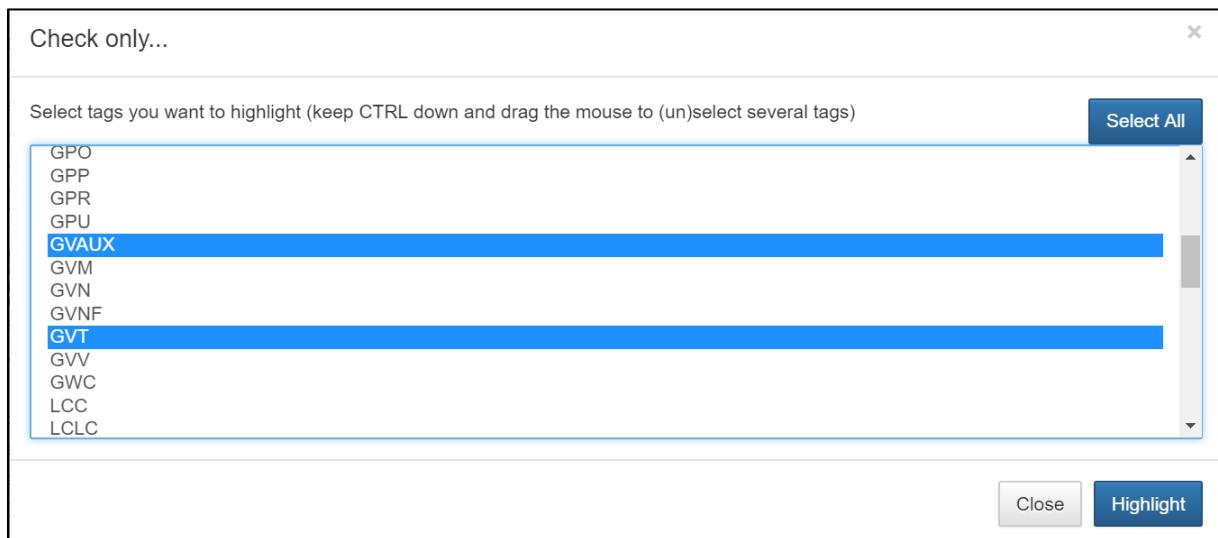 Check only...
×
Select tags you want to highlight (keep CTRL down and drag the mouse to (un)select several tags)
Select All
GPO
GPP
GPR
GPU
GVAUX
GVM
GVN
GVNF
GVT
GVV
GWC
LCC
LCLC
Close
Highlight